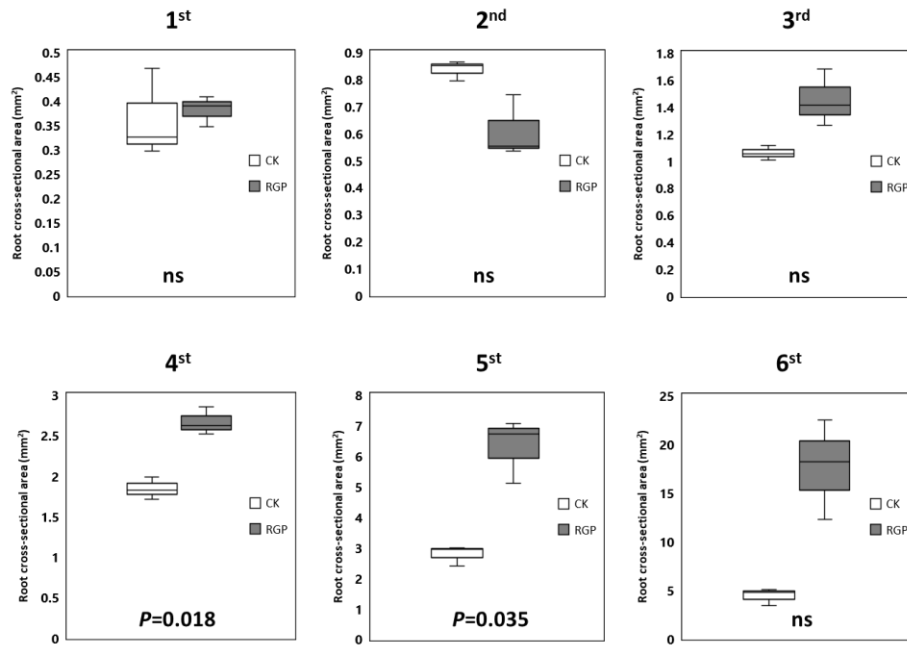 1st
Root cross-sectional area (mm²)
0.5
0.45
0.4
0.35
0.3
0.25
0.2
0.15
0.1
0.05
0
CK
RGP
ns
2nd
Root cross-sectional area (mm²)
0.9
0.8
0.7
0.6
0.5
0.4
0.3
0.2
0.1
0
CK
RGP
ns
3rd
Root cross-sectional area (mm²)
1.8
1.6
1.4
1.2
1
0.8
0.6
0.4
0.2
0
CK
RGP
ns
4st
Root cross-sectional area (mm²)
3
2.5
2
1.5
1
0.5
0
CK
RGP
P=0.018
5st
Root cross-sectional area (mm²)
8
7
6
5
4
3
2
1
0
CK
RGP
P=0.035
6st
Root cross-sectional area (mm²)
25
20
15
10
5
0
CK
RGP
ns